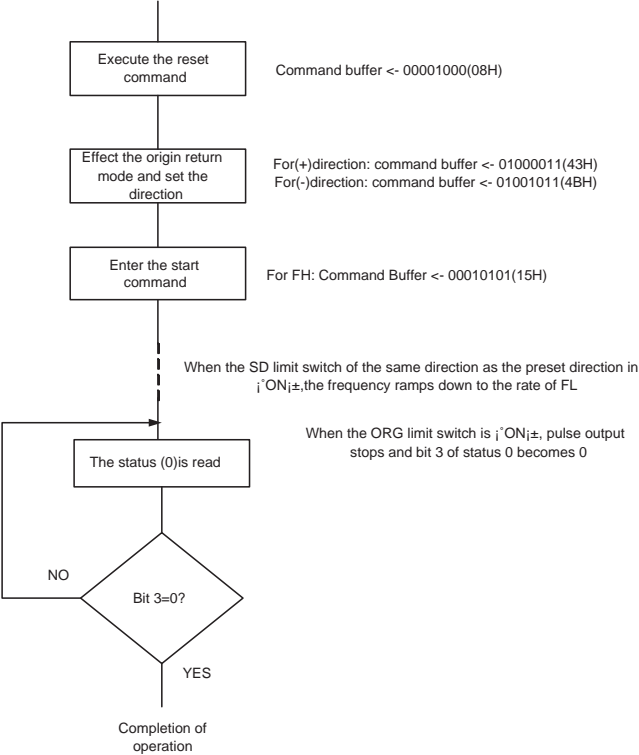 Execute the reset
command
Command buffer <- 00001000(08H)
Effect the origin return
mode and set the
direction
For(+)direction: command buffer <- 01000011(43H)
For(-)direction: command buffer <- 01001011(4BH)
Enter the start
command
For FH: Command Buffer <- 00010101(15H)
When the SD limit switch of the same direction as the preset direction in
¡°ON¡±,the frequency ramps down to the rate of FL
When the ORG limit switch is ¡°ON¡±, pulse output
stops and bit 3 of status 0 becomes 0
The status (0)is read
NO
Bit 3=0?
YES
Completion of
operation